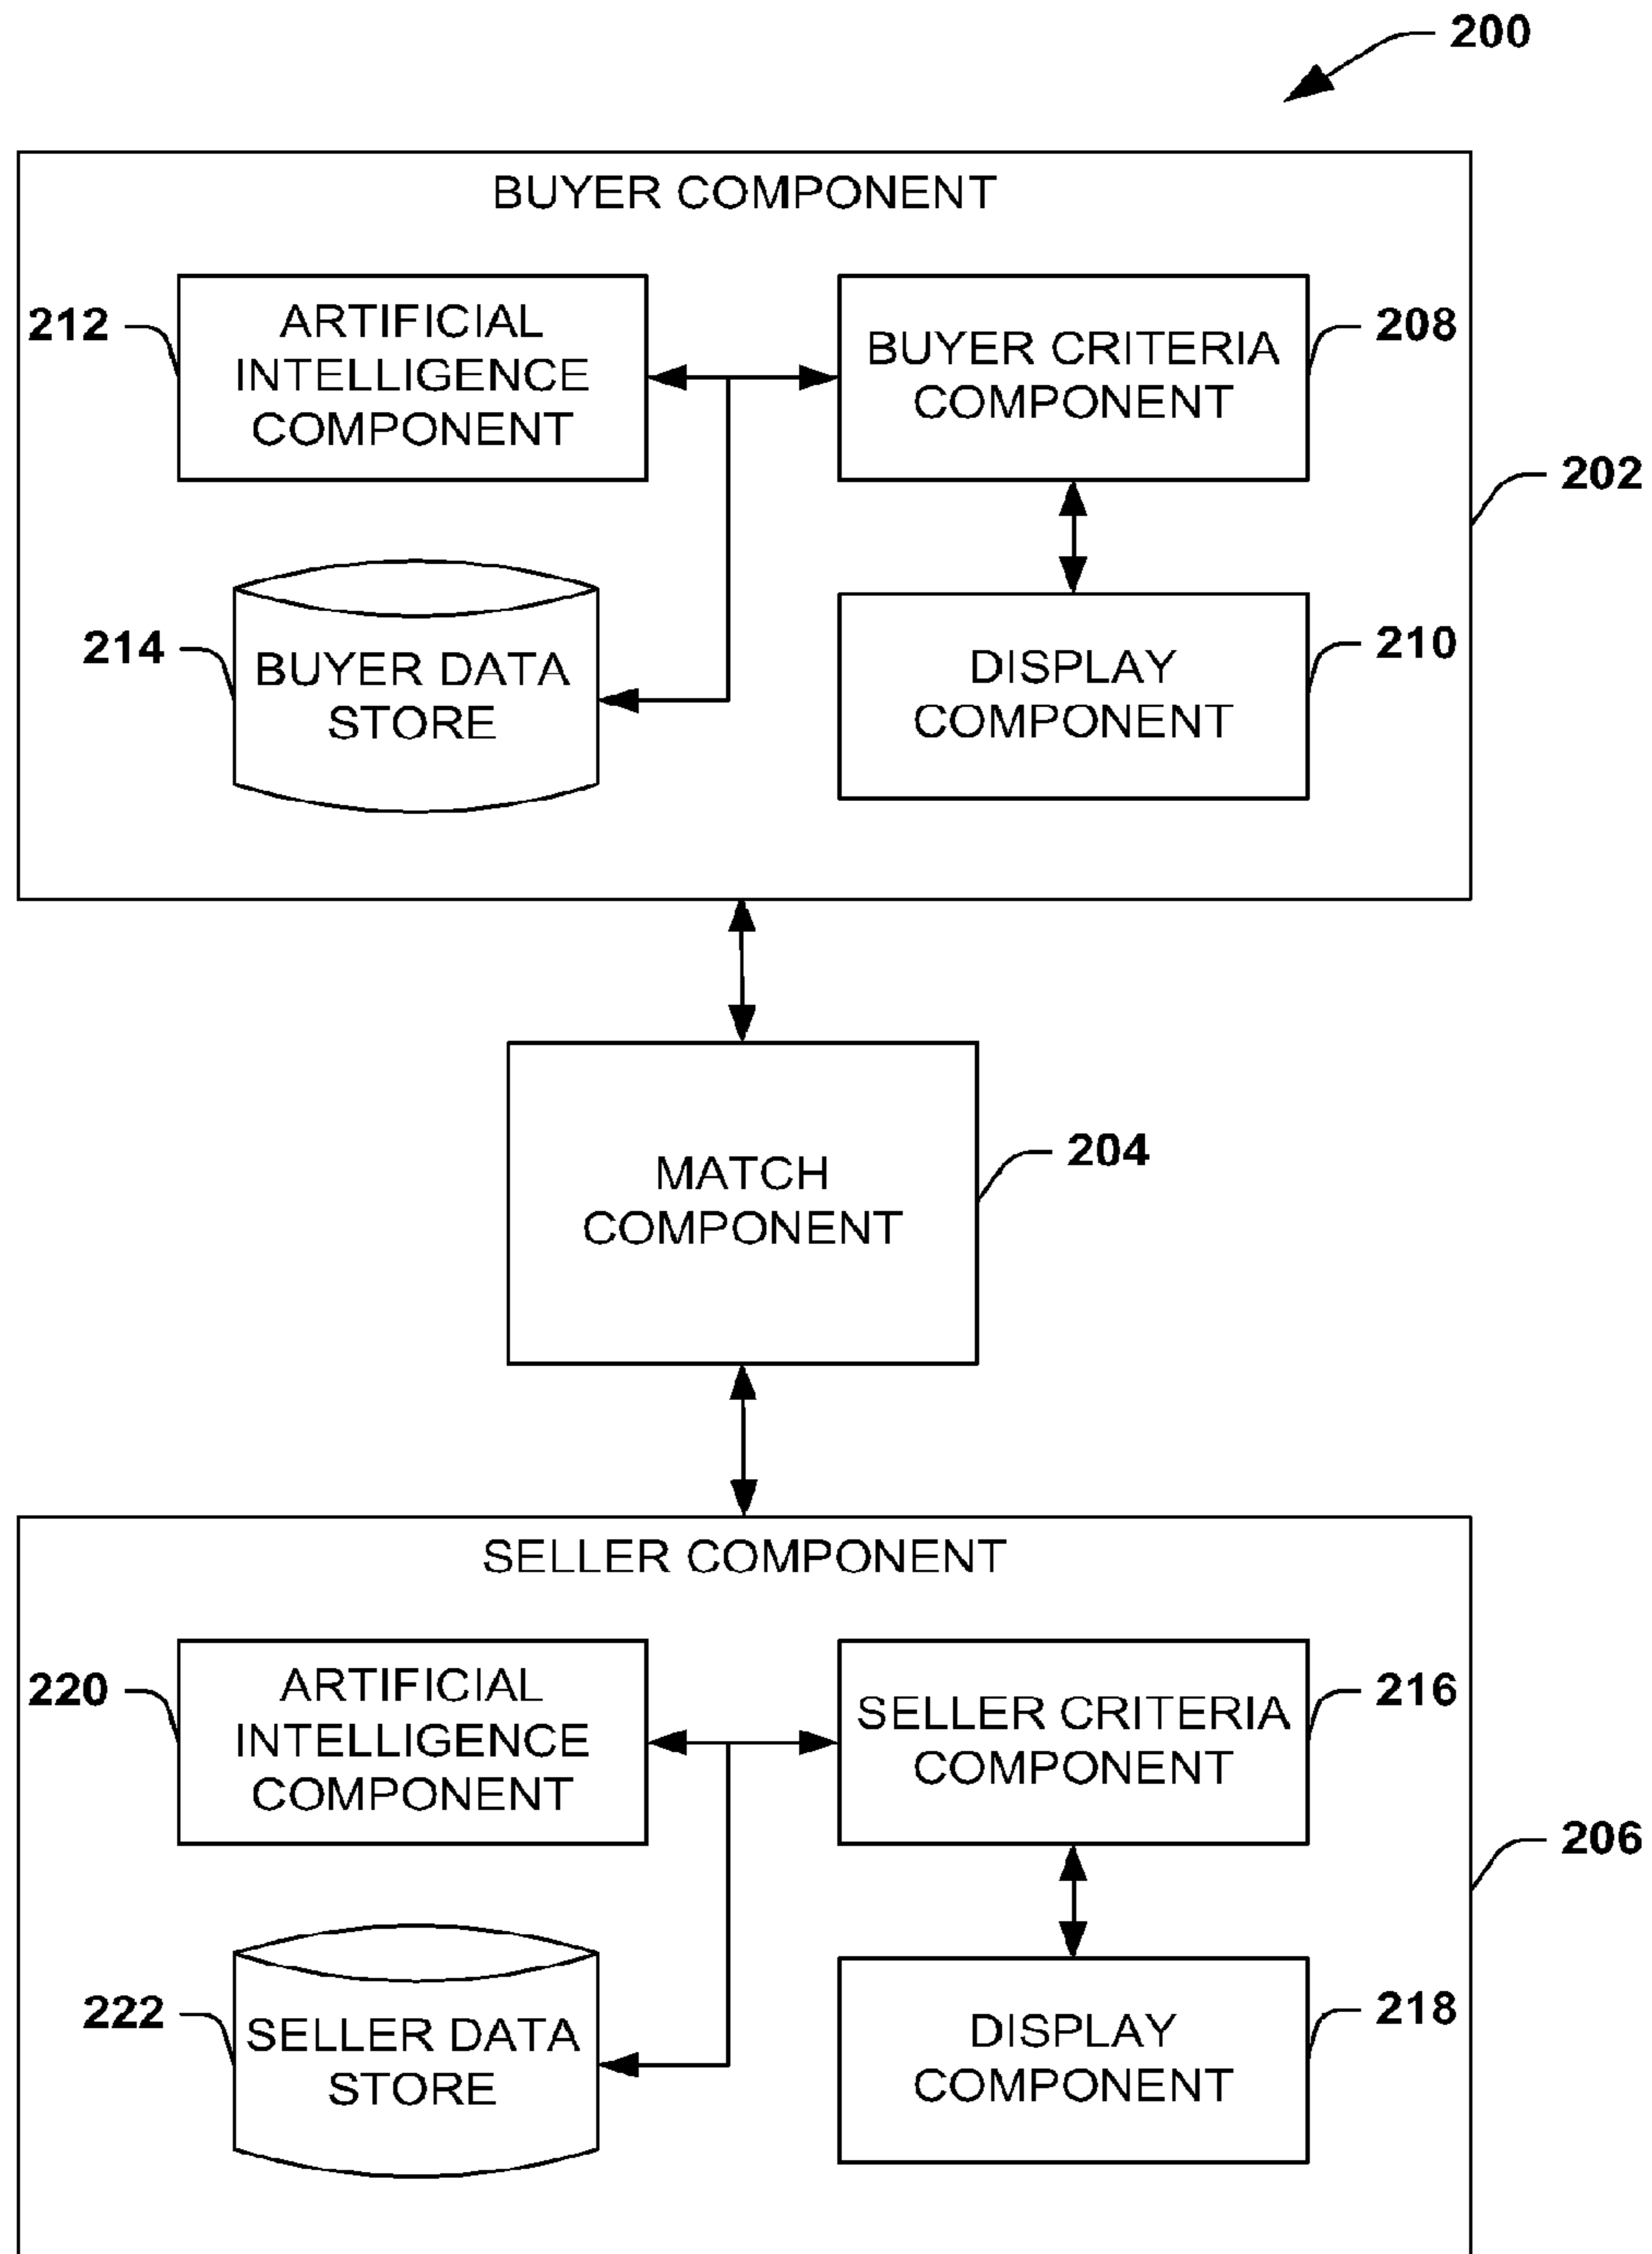 200
BUYER COMPONENT
212
ARTIFICIAL
INTELLIGENCE
COMPONENT
BUYER CRITERIA
COMPONENT
208
202
214
BUYER DATA
STORE
DISPLAY
COMPONENT
210
MATCH
COMPONENT
204
SELLER COMPONENT
220
ARTIFICIAL
INTELLIGENCE
COMPONENT
SELLER CRITERIA
COMPONENT
216
206
222
SELLER DATA
STORE
DISPLAY
COMPONENT
218